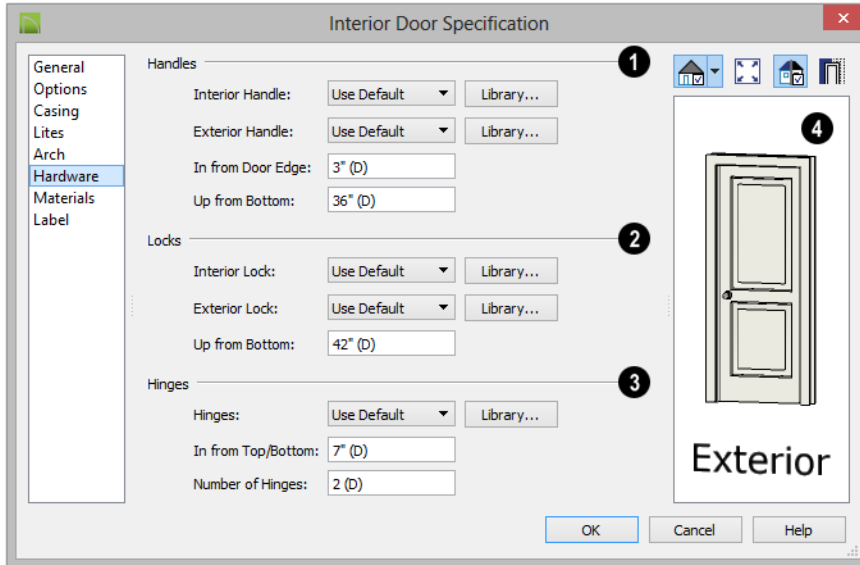 Interior Door Specification
General
Options
Casing
Lites
Arch
Hardware
Materials
Label
Handles 1
Interior Handle: Use Default Library...
Exterior Handle: Use Default Library...
In from Door Edge: 3" (D)
Up from Bottom: 36" (D)
Locks 2
Interior Lock: Use Default Library...
Exterior Lock: Use Default Library...
Up from Bottom: 42" (D)
Hinges 3
Hinges: Use Default Library...
In from Top/Bottom: 7" (D)
Number of Hinges: 2 (D)
4
Exterior
OK Cancel Help